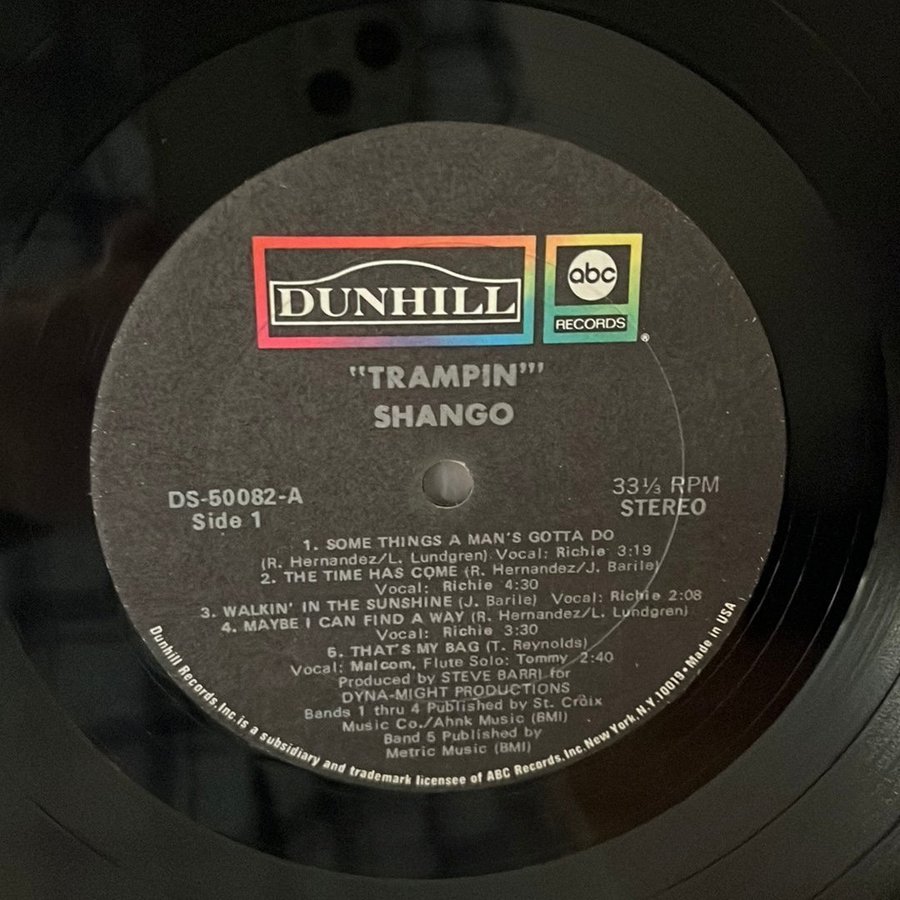 DUNHILL
abc
RECORDS
®
"TRAMPIN'"
SHANGO
DS-50082-A
Side 1
33⅓ RPM
STEREO
1. SOME THINGS A MAN'S GOTTA DO
(R. Hernandez/L. Lundgren) Vocal: Richie 3:19
2. THE TIME HAS COME (R. Hernandez/J. Barile)
Vocal: Richie 4:30
3. WALKIN' IN THE SUNSHINE (J. Barile) Vocal: Richie 2:08
4. MAYBE I CAN FIND A WAY (R. Hernandez/L. Lundgren)
Vocal: Richie 3:30
5. THAT'S MY BAG (T. Reynolds)
Vocal: Malcom, Flute Solo: Tommy 2:40
Produced by STEVE BARRI for
DYNA-MIGHT PRODUCTIONS
Bands 1 thru 4 Published by St. Croix
Music Co./Ahnk Music (BMI)
Band 5 Published by
Metric Music (BMI)
Dunhill Records, Inc. is a subsidiary and trademark licensee of ABC Records, Inc. New York, N.Y. 10019 • Made in USA